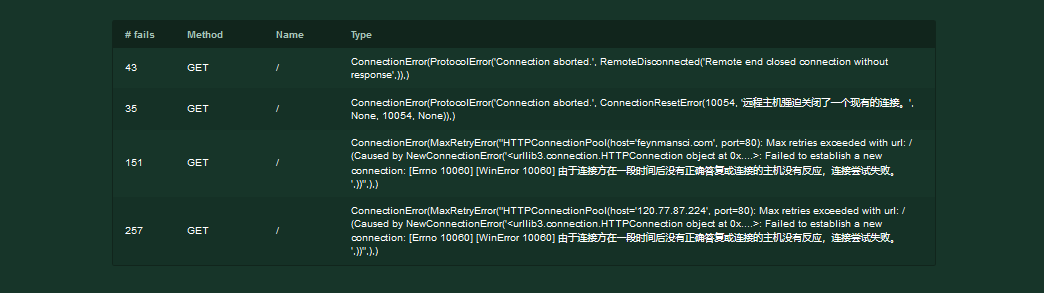 # fails Method Name Type
43 GET / ConnectionError(ProtocolError('Connection aborted.', RemoteDisconnected('Remote end closed connection without
response',)),)
35 GET / ConnectionError(ProtocolError('Connection aborted.', ConnectionResetError(10054, '远程主机强迫关闭了一个现有的连接。',
None, 10054, None)),)
ConnectionError(MaxRetryError("HTTPConnectionPool(host='feynmansci.com', port=80): Max retries exceeded with url: /
151 GET / (Caused by NewConnectionError('<urllib3.connection.HTTPConnection object at 0x....>: Failed to establish a new
connection: [Errno 10060] [WinError 10060] 由于连接方在一段时间后没有正确答复或连接的主机没有反应，连接尝试失败。
',))",),)
ConnectionError(MaxRetryError("HTTPConnectionPool(host='120.77.87.224', port=80): Max retries exceeded with url: /
257 GET / (Caused by NewConnectionError('<urllib3.connection.HTTPConnection object at 0x....>: Failed to establish a new
connection: [Errno 10060] [WinError 10060] 由于连接方在一段时间后没有正确答复或连接的主机没有反应，连接尝试失败。
',))",),)